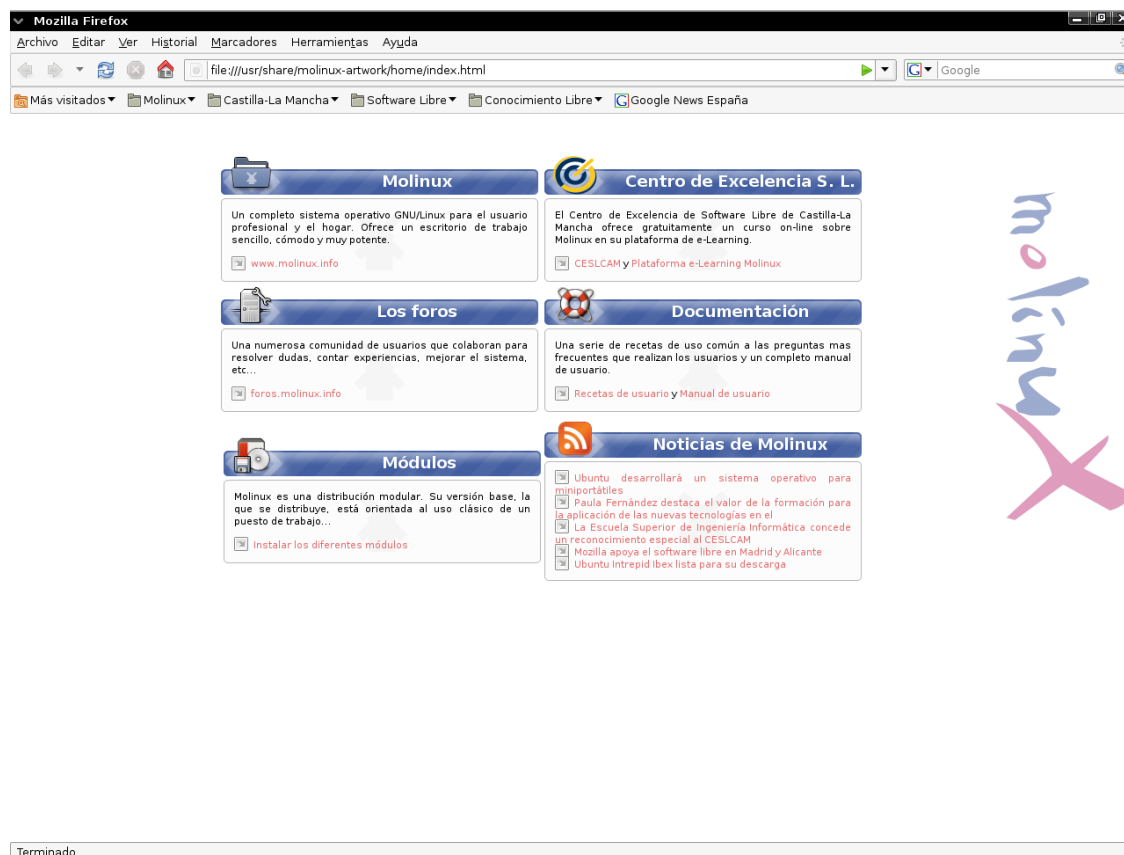 Mozilla Firefox
Archivo Editar Ver Historial Marcadores Herramientas Ayuda
file:///usr/share/molinux-artwork/home/index.html
Google
Más visitados Molinux Castilla-La Mancha Software Libre Conocimiento Libre Google News España
Molinux
Un completo sistema operativo GNU/Linux para el usuario
profesional y el hogar. Ofrece un escritorio de trabajo
sencillo, cómodo y muy potente.
www.molinux.info
Centro de Excelencia S. L.
El Centro de Excelencia de Software Libre de Castilla-La
Mancha ofrece gratuitamente un curso on-line sobre
Molinux en su plataforma de e-Learning.
CESLCAM y Plataforma e-Learning Molinux
Los foros
Una numerosa comunidad de usuarios que colaboran para
resolver dudas, contar experiencias, mejorar el sistema,
etc...
foros.molinux.info
Documentación
Una serie de recetas de uso común a las preguntas mas
frecuentes que realizan los usuarios y un completo manual
de usuario.
Recetas de usuario y Manual de usuario
Módulos
Molinux es una distribución modular. Su versión base, la
que se distribuye, está orientada al uso clásico de un
puesto de trabajo...
Instalar los diferentes módulos
Noticias de Molinux
Ubuntu desarrollará un sistema operativo para
miniportátiles
Paula Fernández destaca el valor de la formación para
la aplicación de las nuevas tecnologías en el
La Escuela Superior de Ingeniería Informática concede
un reconocimiento especial al CESLCAM
Mozilla apoya el software libre en Madrid y Alicante
Ubuntu Intrepid Ibex lista para su descarga
molinux
Terminado